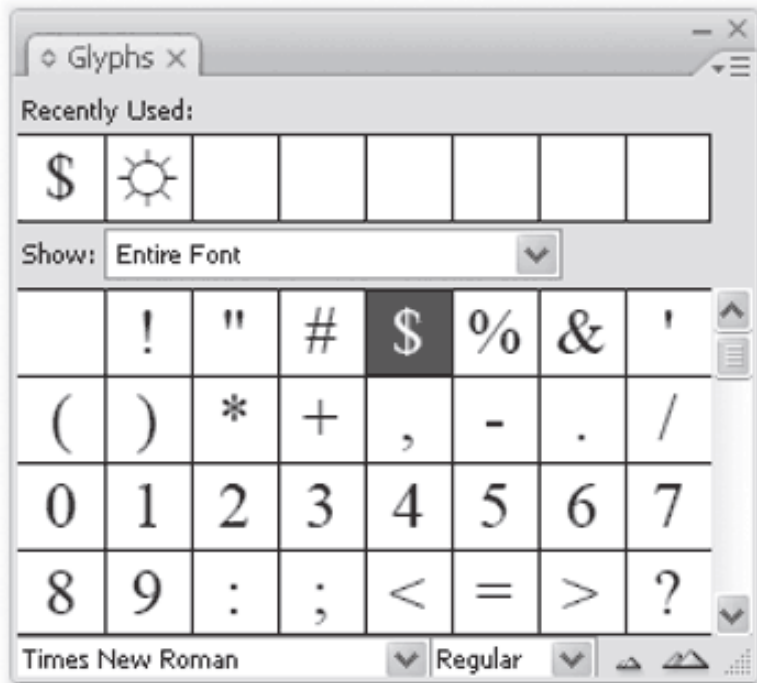 Glyphs
Recently Used:
$ ☼
Show: Entire Font
! " # $ % & '
( ) * + , - . /
0 1 2 3 4 5 6 7
8 9 : ; < = > ?
Times New Roman Regular